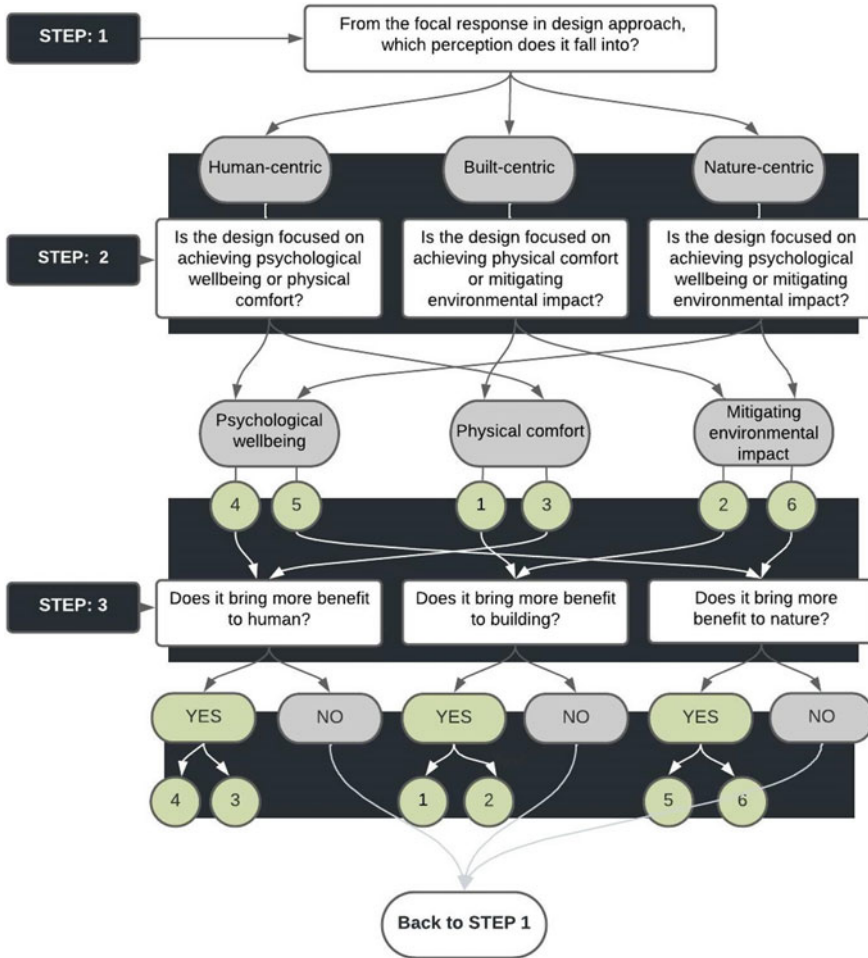 STEP: 1
From the focal response in design approach,
which perception does it fall into?
Human-centric
Built-centric
Nature-centric
STEP: 2
Is the design focused on
achieving psychological
wellbeing or physical
comfort?
Is the design focused on
achieving physical comfort
or mitigating
environmental impact?
Is the design focused on
achieving psychological
wellbeing or mitigating
environmental impact?
Psychological
wellbeing
Physical comfort
Mitigating
environmental
impact
4
5
1
3
2
6
STEP: 3
Does it bring more benefit
to human?
Does it bring more benefit
to building?
Does it bring more
benefit to nature?
YES
NO
YES
NO
YES
NO
4
3
1
2
5
6
Back to STEP 1